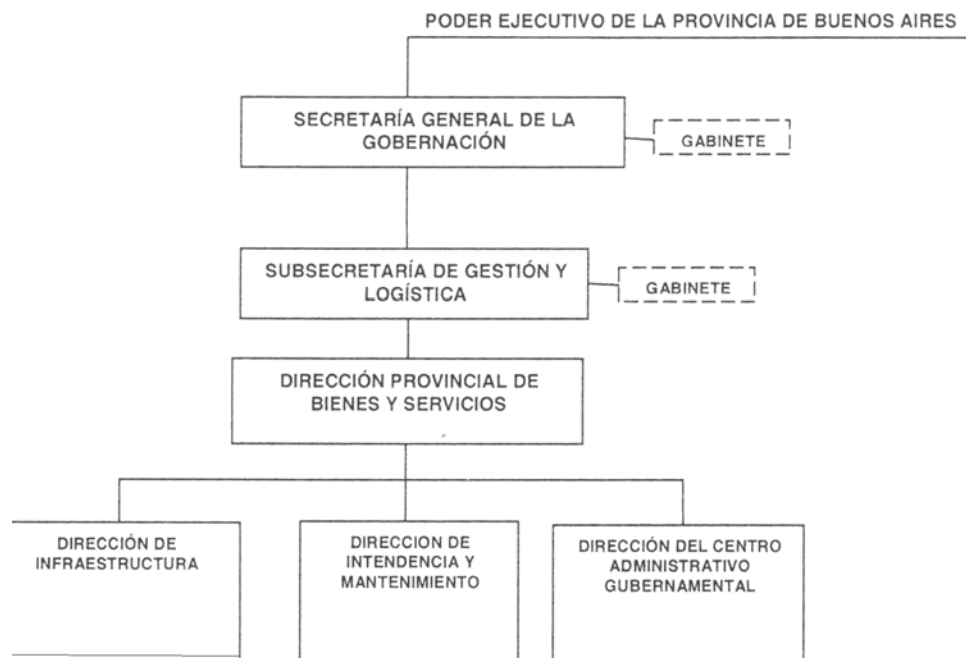 PODER EJECUTIVO DE LA PROVINCIA DE BUENOS AIRES
SECRETARÍA GENERAL DE LA
GOBERNACIÓN
GABINETE
SUBSECRETARÍA DE GESTIÓN Y
LOGÍSTICA
GABINETE
DIRECCIÓN PROVINCIAL DE
BIENES Y SERVICIOS
DIRECCIÓN DE
INFRAESTRUCTURA
DIRECCION DE
INTENDENCIA Y
MANTENIMIENTO
DIRECCIÓN DEL CENTRO
ADMINISTRATIVO
GUBERNAMENTAL